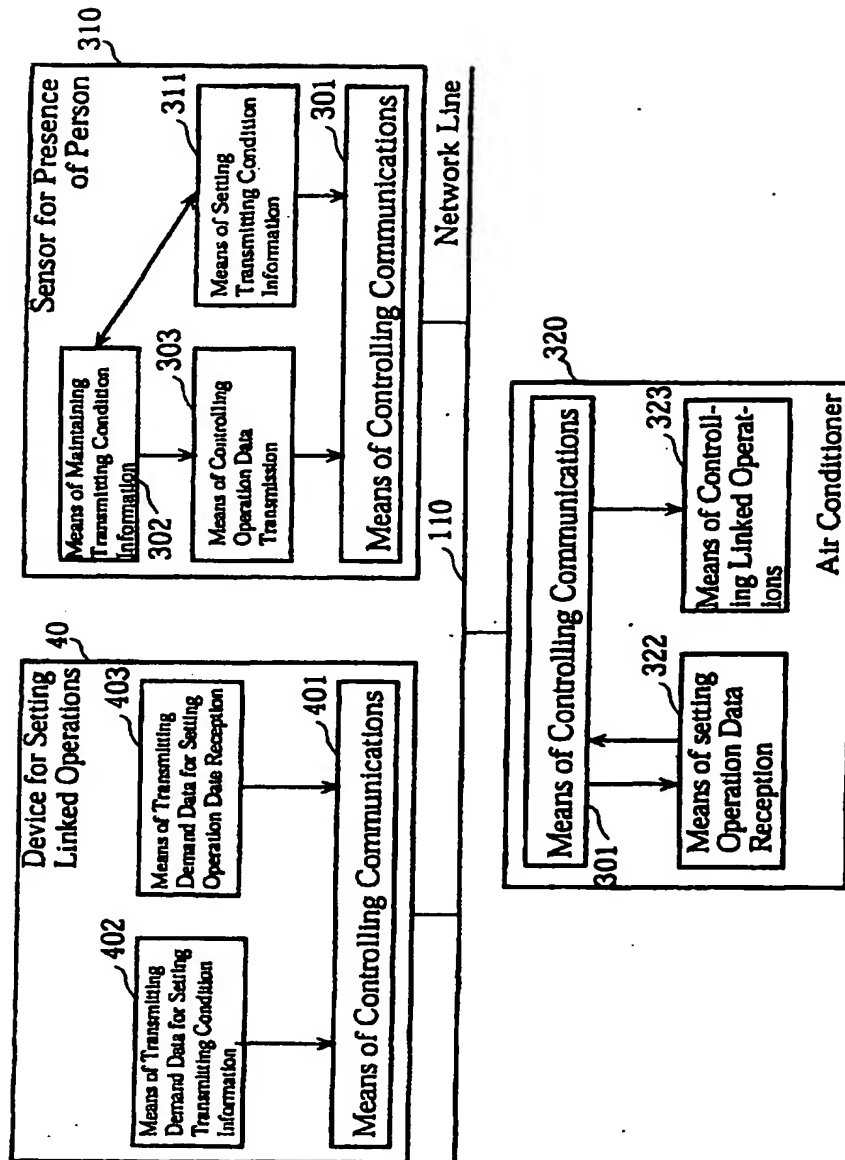 Device for Setting
Linked Operations
40
402
Means of Transmitting
Demand Data for Setting
Transmitting Condition
Information
403
Means of Transmitting
Demand Data for Setting
Operation Date Reception
401
Means of Controlling Communications
Sensor for Presence
of Person
310
Means of Maintaining
Transmitting Condition
Information
302
303
Means of Controlling
Operation Data
Transmission
311
Means of Setting
Transmitting Condition
Information
301
Means of Controlling Communications
110
Network Line
320
Means of Controlling Communications
301
322
Means of setting
Operation Data
Reception
323
Means of Controll-
ing Linked Operat-
ions
Air Conditioner